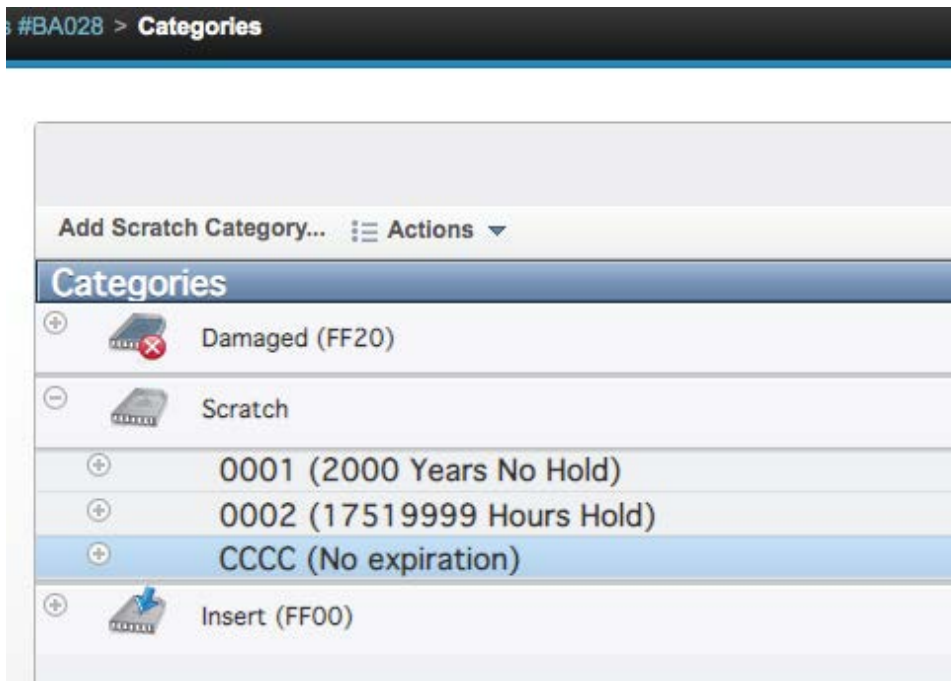 #BA028 > Categories
Add Scratch Category... Actions
Categories
Damaged (FF20)
Scratch
0001 (2000 Years No Hold)
0002 (17519999 Hours Hold)
CCCC (No expiration)
Insert (FF00)